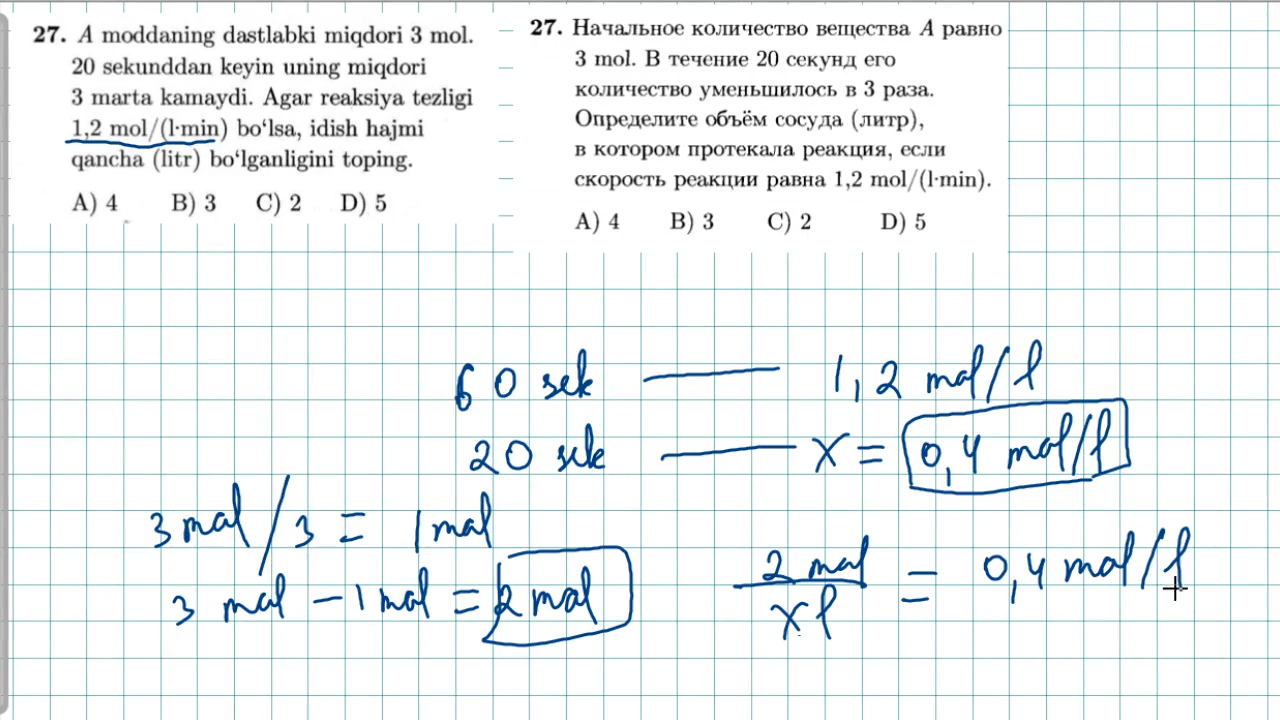 27. A moddaning dastlabki miqdori 3 mol.
20 sekunddan keyin uning miqdori
3 marta kamaydi. Agar reaksiya tezligi
1,2 mol/(l·min) bo‘lsa, idish hajmi
qancha (litr) bo‘lganligini toping.
A) 4 B) 3 C) 2 D) 5
27. Начальное количество вещества A равно
3 mol. В течение 20 секунд его
количество уменьшилось в 3 раза.
Определите объём сосуда (литр),
в котором протекала реакция, если
скорость реакции равна 1,2 mol/(l·min).
A) 4 B) 3 C) 2 D) 5
60 sek — 1,2 mol/l
20 sek — x = 0,4 mol/l
3 mol/3 = 1 mol
3 mol - 1 mol = 2 mol
2 mol
x l
= 0,4 mol/l